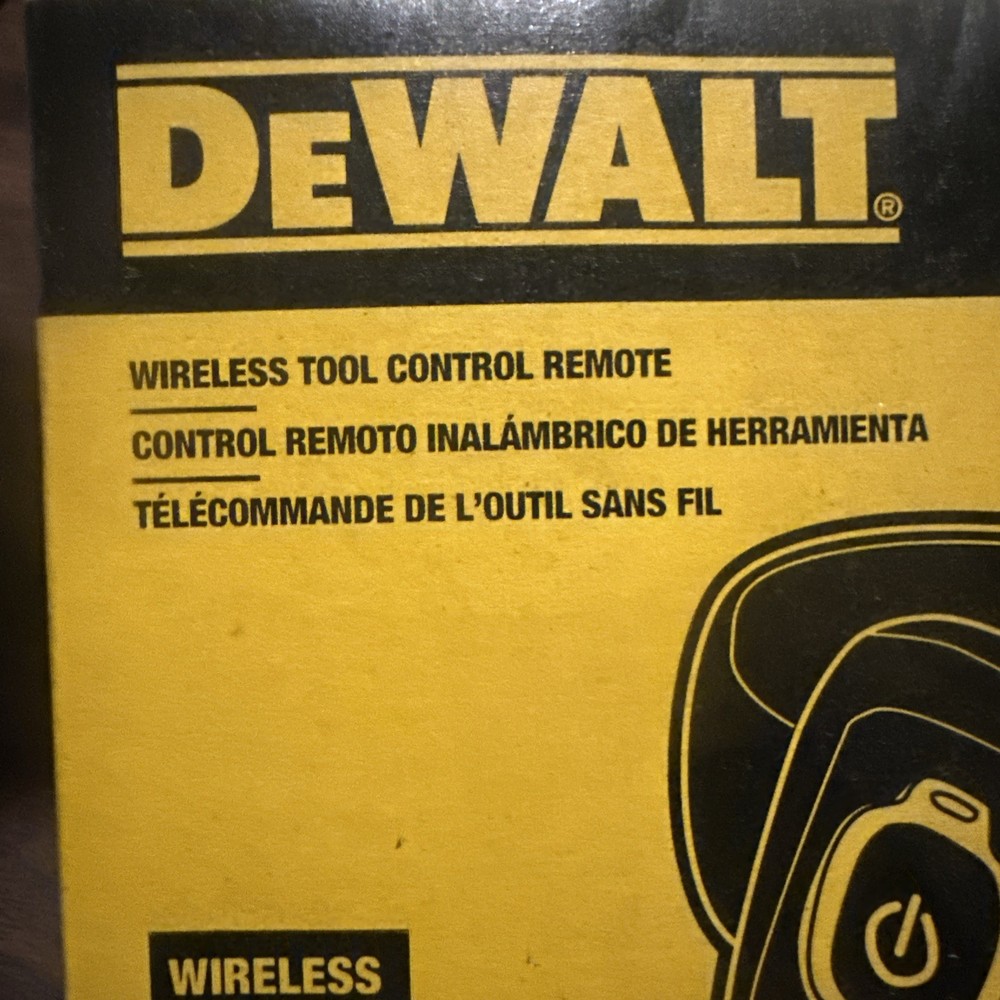 DEWALT®
WIRELESS TOOL CONTROL REMOTE
CONTROL REMOTO INALÁMBRICO DE HERRAMIENTA
TÉLÉCOMMANDE DE L'OUTIL SANS FIL
WIRELESS